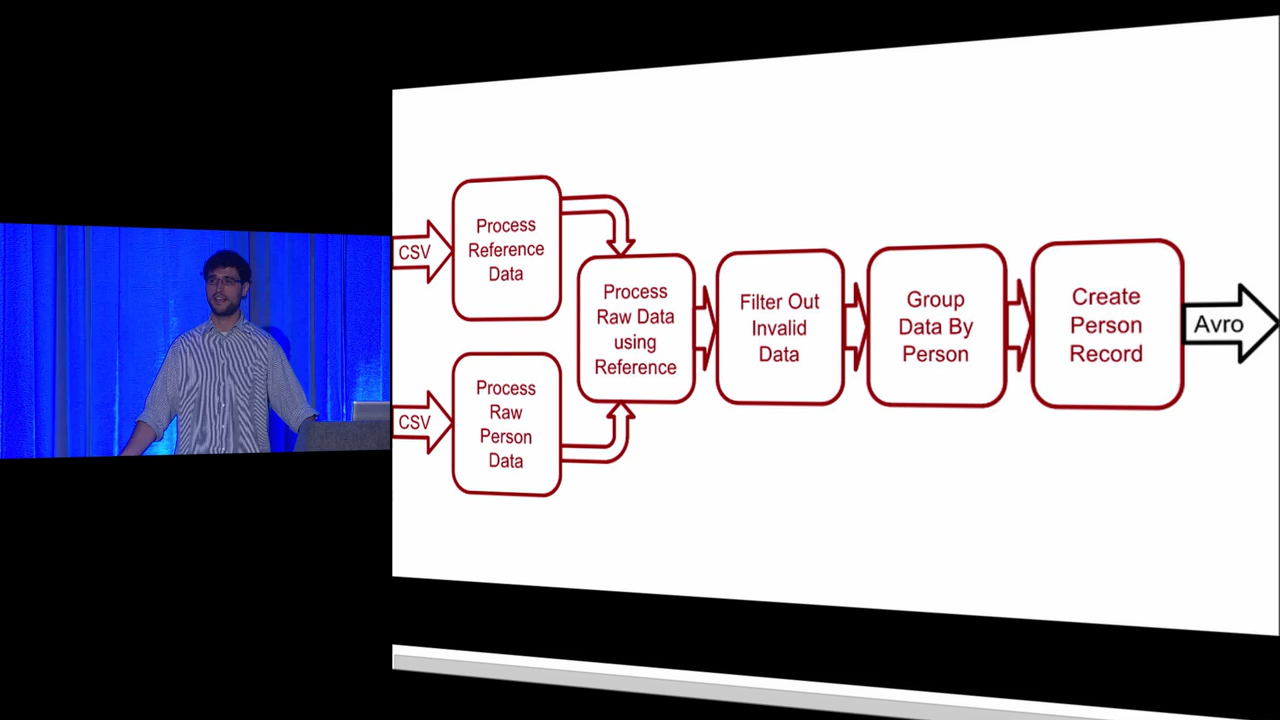 CSV
Process
Reference
Data
CSV
Process
Raw
Person
Data
Process
Raw Data
using
Reference
Filter Out
Invalid
Data
Group
Data By
Person
Create
Person
Record
Avro